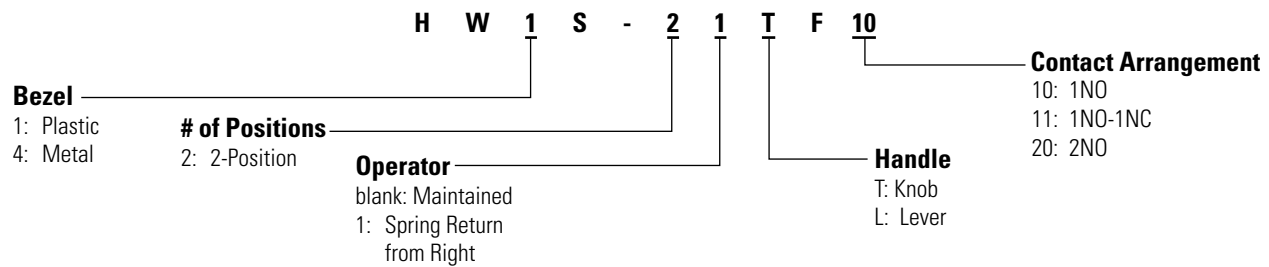 H W 1 S - 2 1 T F 10
Bezel
1: Plastic
4: Metal
# of Positions
2: 2-Position
Operator
blank: Maintained
1: Spring Return
from Right
Handle
T: Knob
L: Lever
Contact Arrangement
10: 1NO
11: 1NO-1NC
20: 2NO